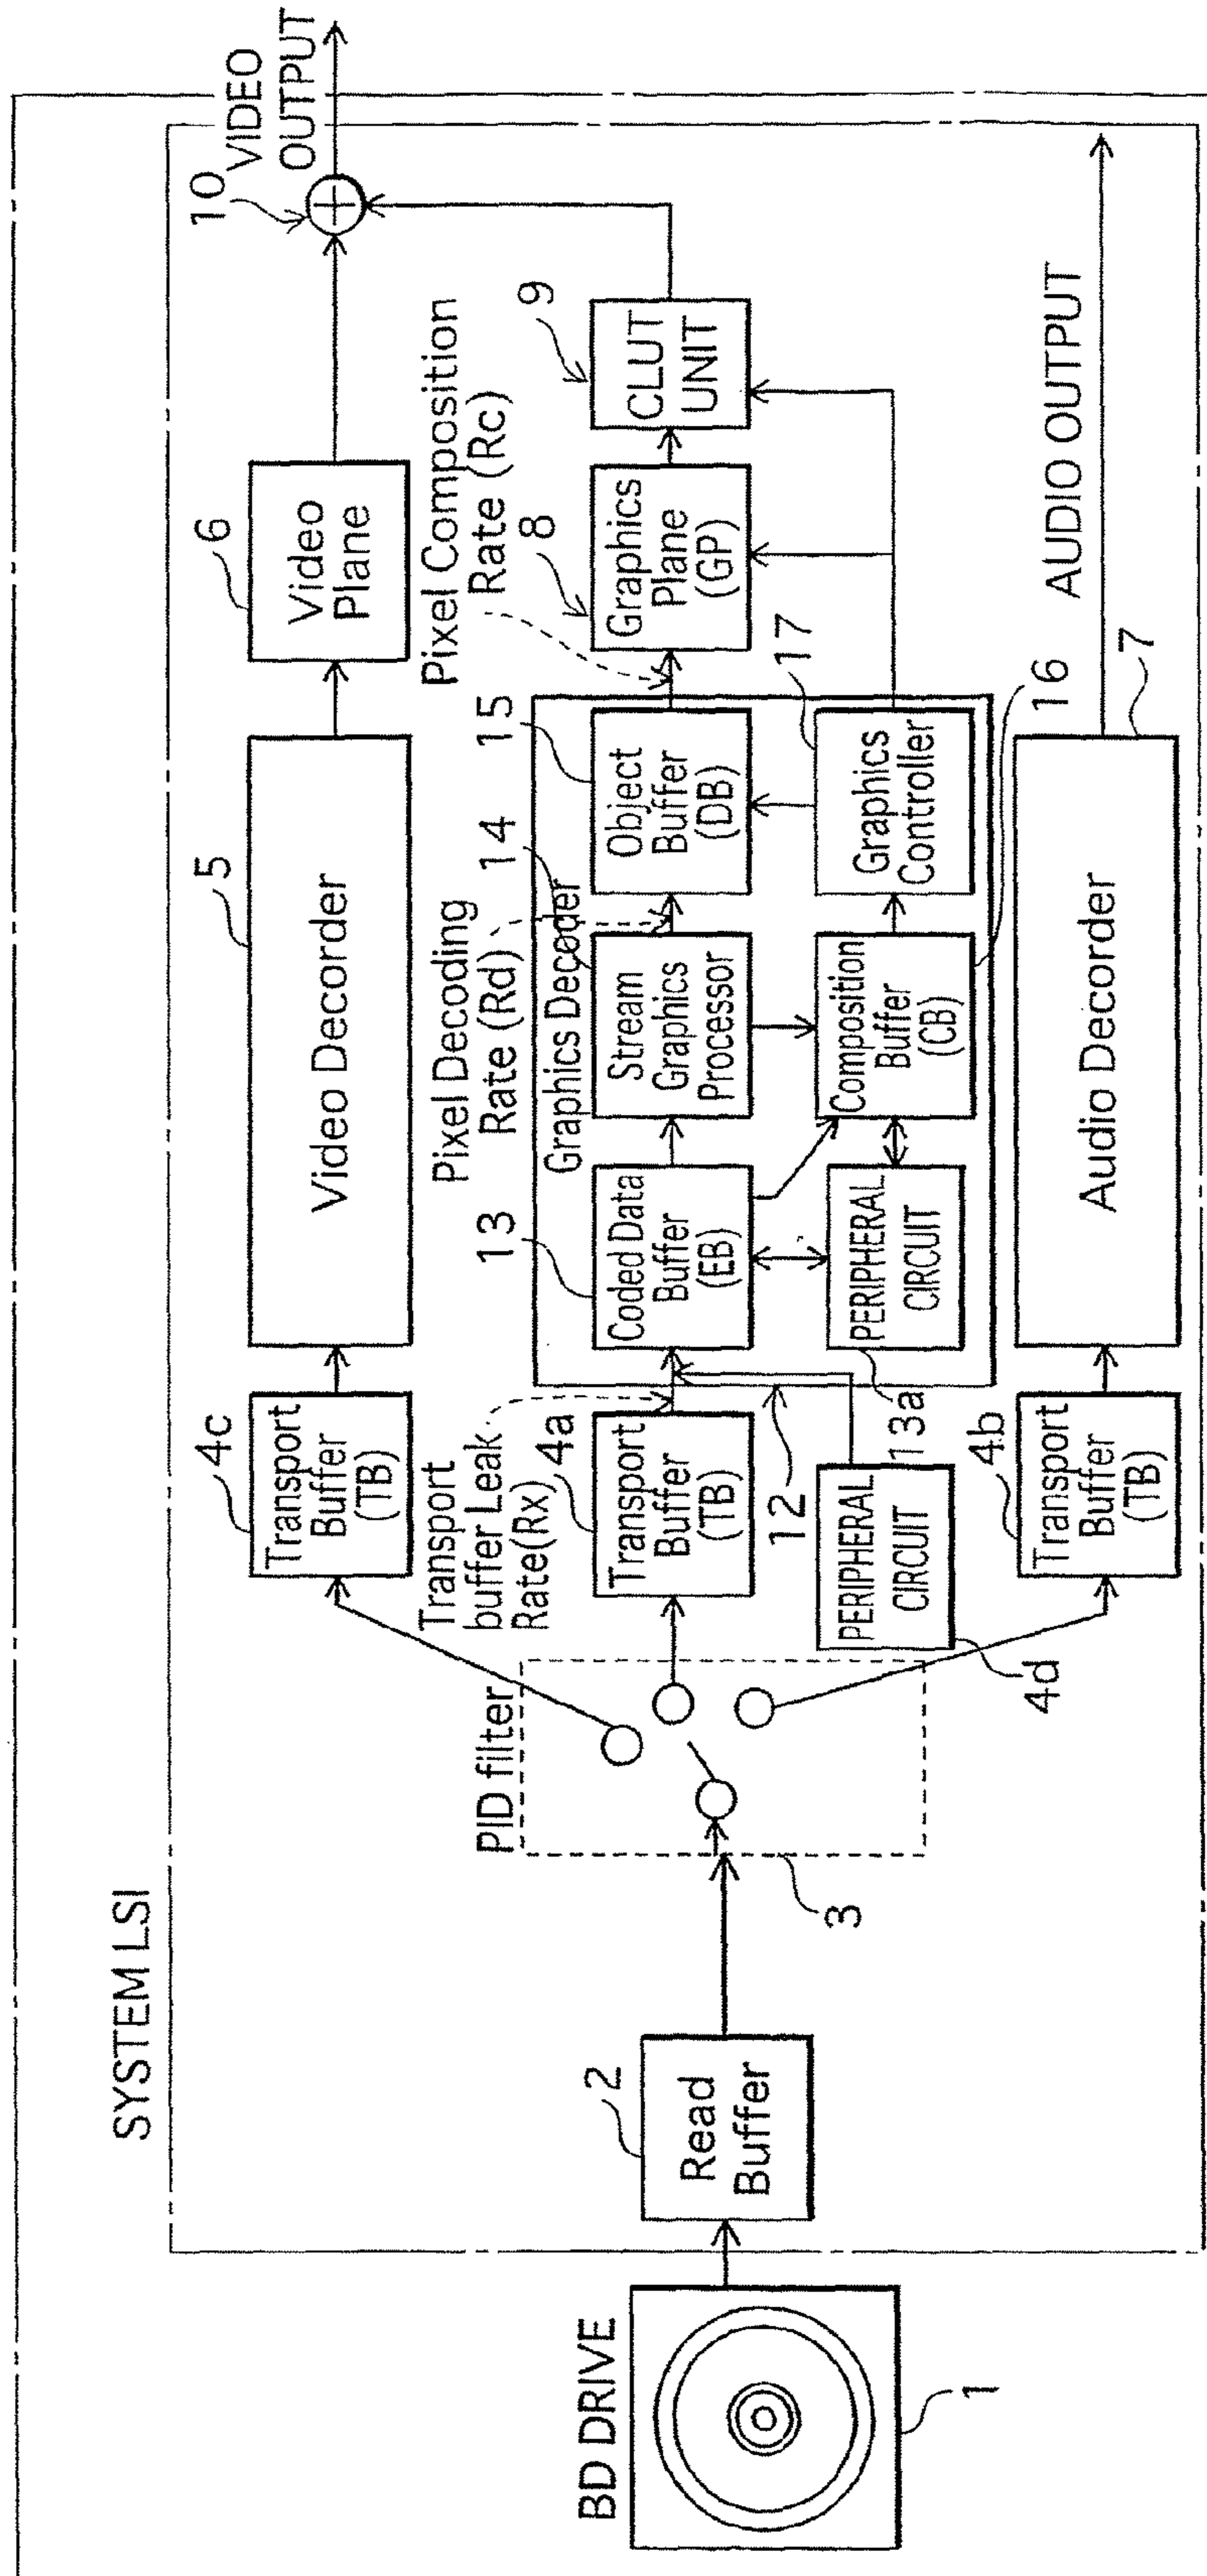 SYSTEM LSI
BD DRIVE
1
2
Read
Buffer
PID filter
3
4c
Transport
Buffer
(TB)
5
Video Decorder
6
Video
Plane
10
VIDEO
OUTPUT
Transport
buffer Leak
Rate(Rx)
4a
Transport
Buffer
(TB)
12
PERIPHERAL
CIRCUIT
4d
Pixel Decoding
Rate (Rd)
Graphics Decoder
13
Coded Data
Buffer
(EB)
14
Stream
Graphics
Processor
15
Object
Buffer
(DB)
PERIPHERAL
CIRCUIT
13a
Composition
Buffer
(CB)
16
Graphics
Controller
17
Pixel Composition
Rate (Rc)
8
Graphics
Plane
(GP)
9
CLUT
UNIT
4b
Transport
Buffer
(TB)
Audio Decorder
7
AUDIO OUTPUT